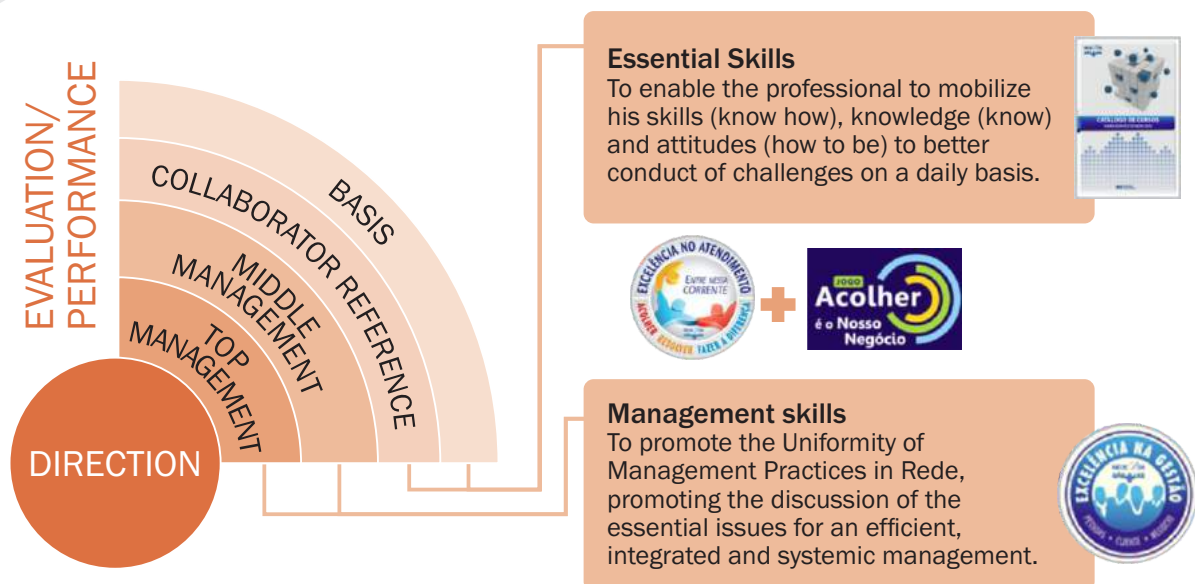 EVALUATION/
PERFORMANCE
BASIS
COLLABORATOR REFERENCE
MIDDLE
MANAGEMENT
TOP
MANAGEMENT
DIRECTION
Essential Skills
To enable the professional to mobilize
his skills (know how), knowledge (know)
and attitudes (how to be) to better
conduct of challenges on a daily basis.
CATÁLOGO DE CURSOS
EXCELÊNCIA NO ATENDIMENTO
ENTRE NESSA
CORRENTE
ACOLHER RESOLVER FAZER A DIFERENÇA
JOGO
Acolher
é o Nosso
Negócio
Management skills
To promote the Uniformity of
Management Practices in Rede,
promoting the discussion of the
essential issues for an efficient,
integrated and systemic management.
EXCELÊNCIA NA GESTÃO
PESSOAS • CLIENTE • NEGÓCIO